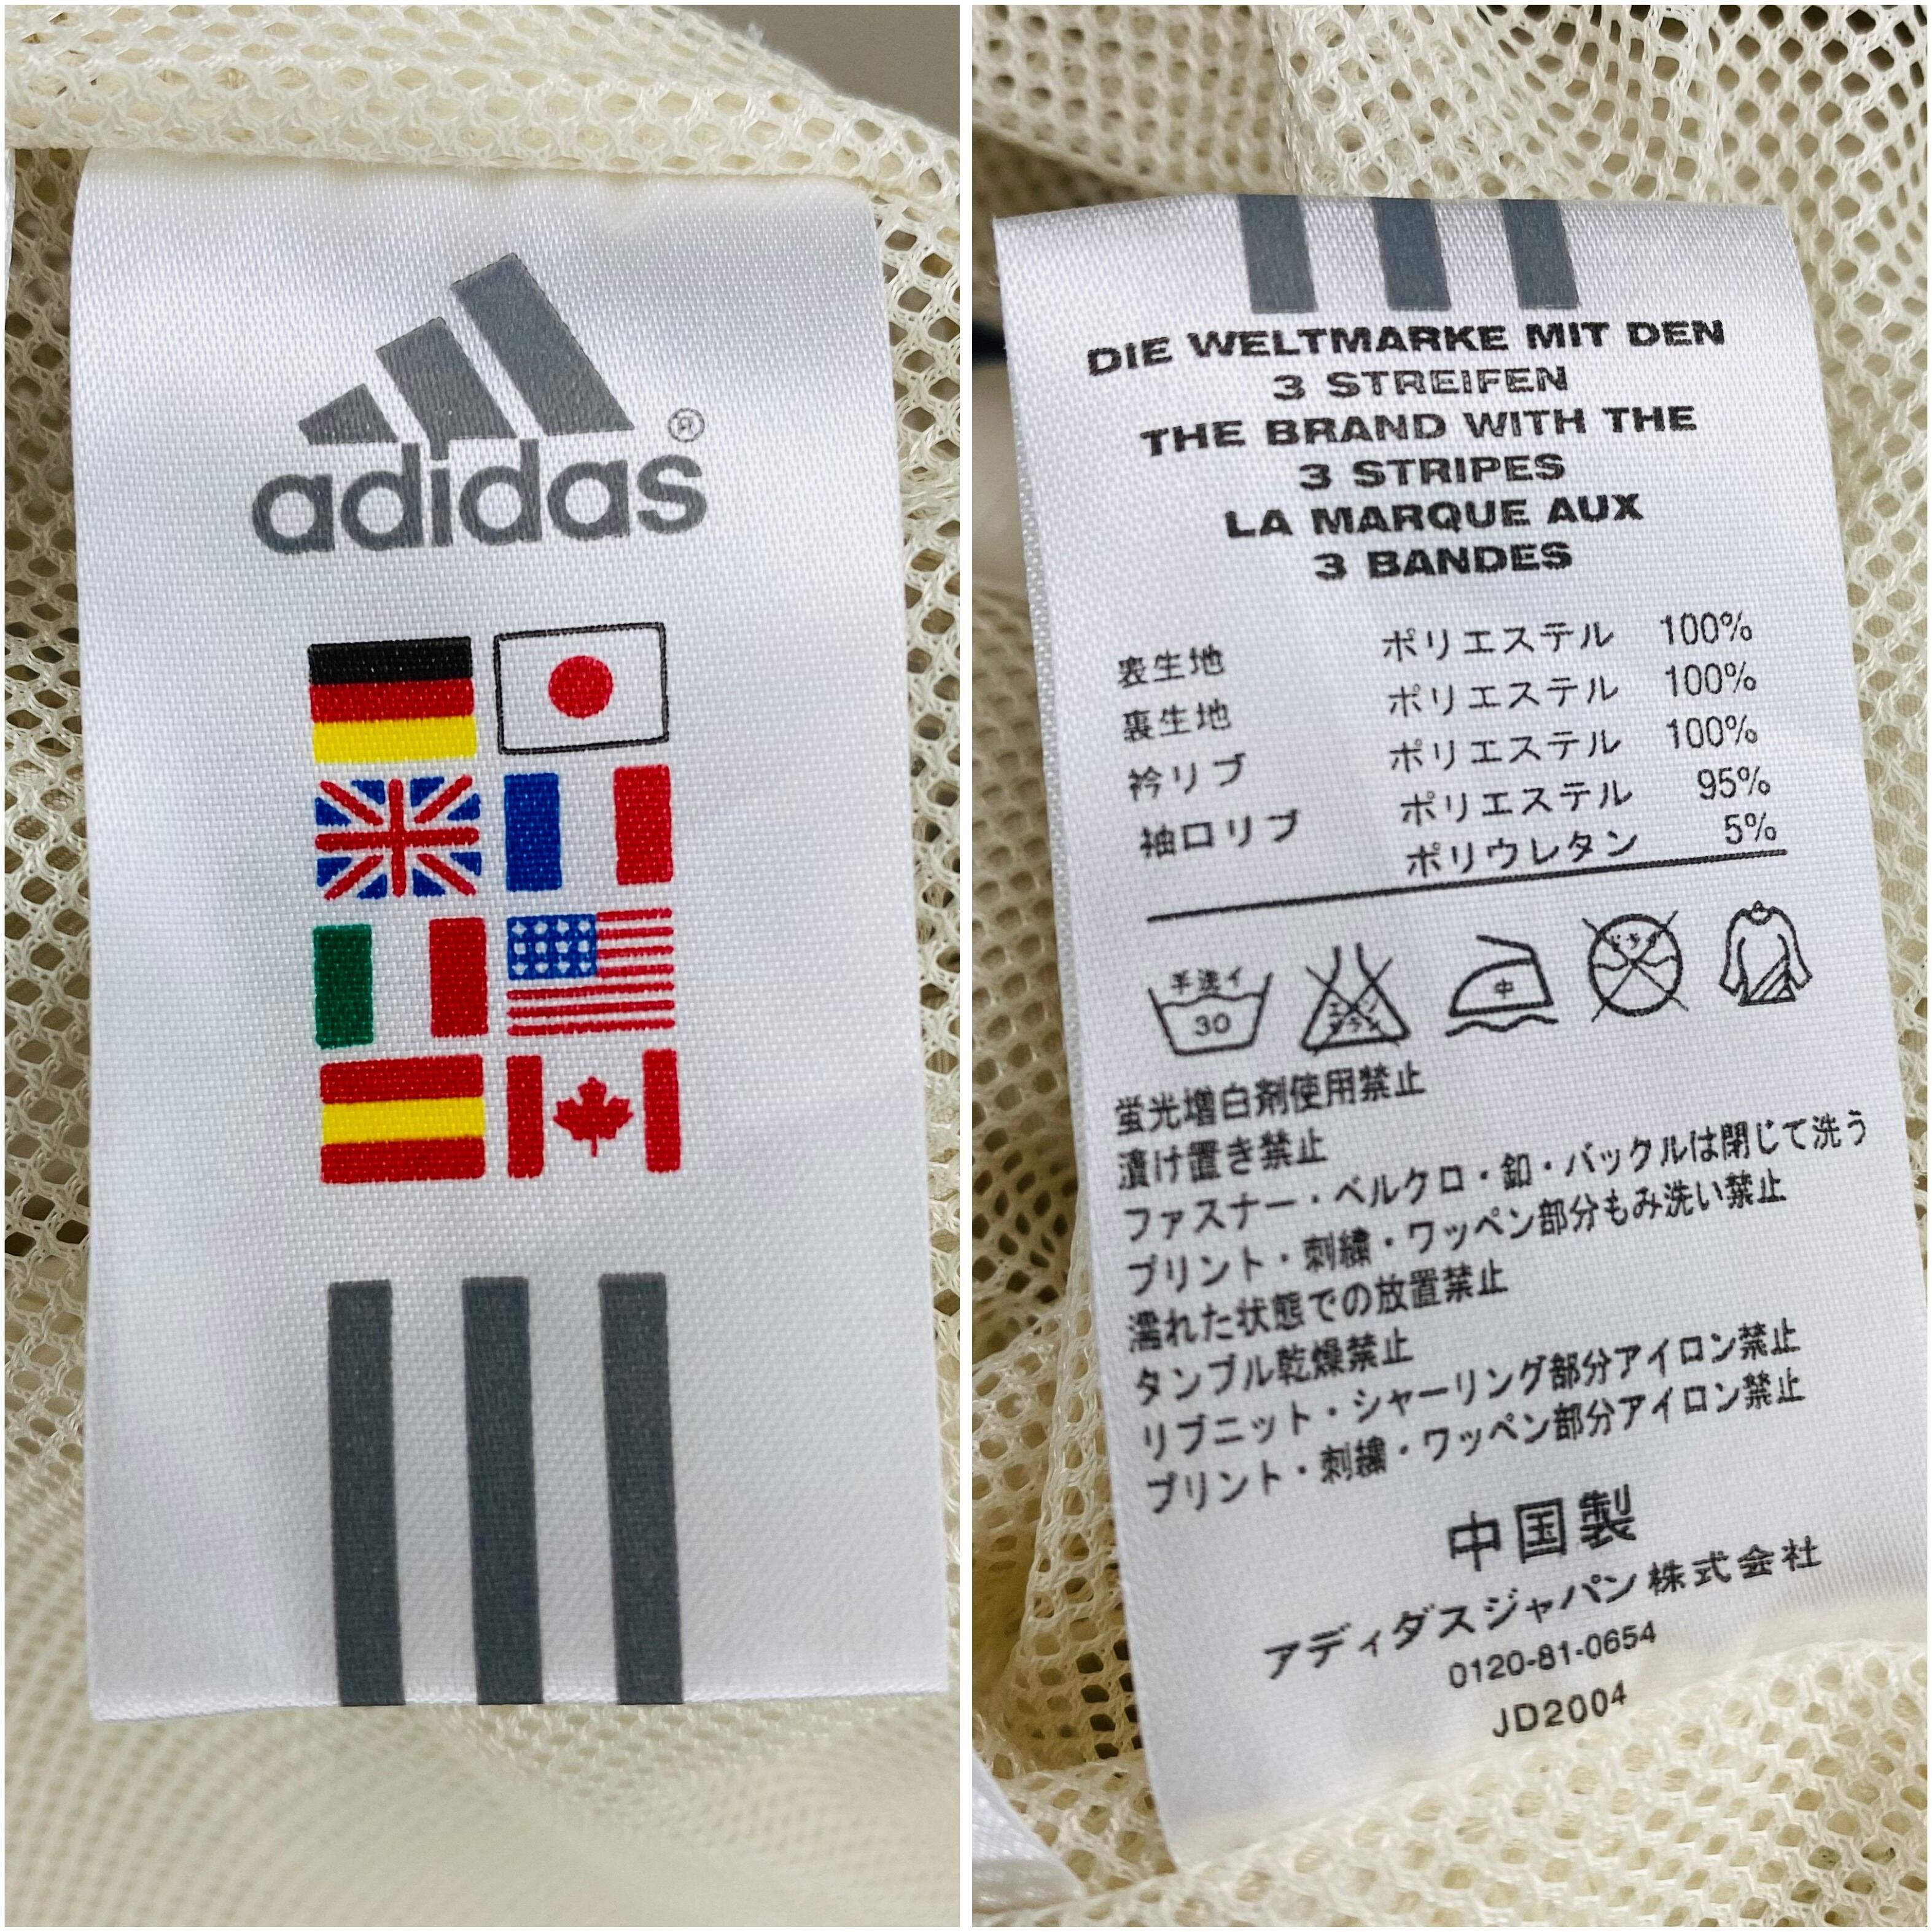 adidas ®
DIE WELTMARKE MIT DEN
3 STREIFEN
THE BRAND WITH THE
3 STRIPES
LA MARQUE AUX
3 BANDES
表生地 ポリエステル 100%
裏生地 ポリエステル 100%
衿リブ ポリエステル 100%
袖口リブ ポリエステル 95%
ポリウレタン 5%
手洗イ
30
エンソサラシ
中
ドライ
蛍光増白剤使用禁止
漬け置き禁止
ファスナー・ベルクロ・釦・バックルは閉じて洗う
プリント・刺繍・ワッペン部分もみ洗い禁止
濡れた状態での放置禁止
タンブル乾燥禁止
リブニット・シャーリング部分アイロン禁止
プリント・刺繍・ワッペン部分アイロン禁止
中国製
アディダスジャパン株式会社
0120-81-0654
JD2004